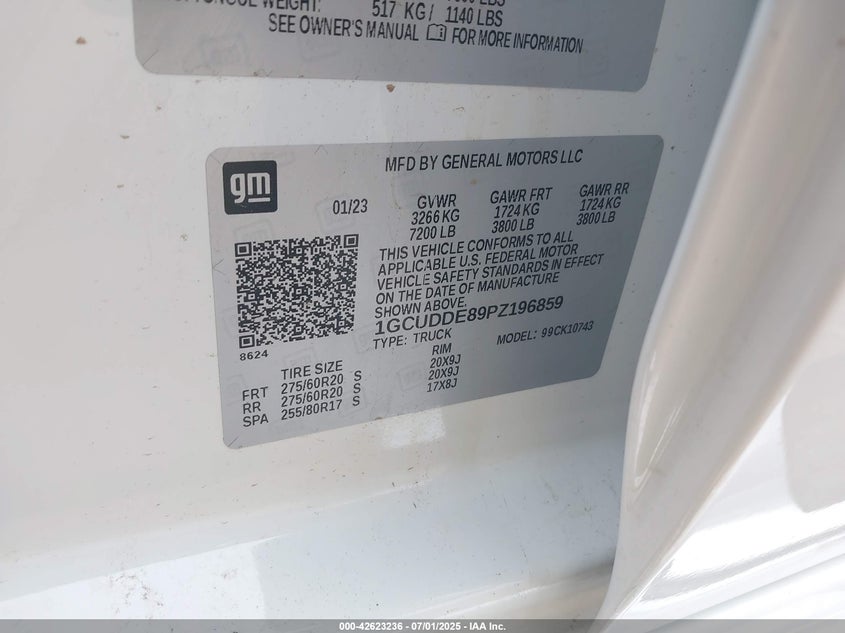 TONGUE WEIGHT: 517 KG/ 1140 LBS
SEE OWNER'S MANUAL FOR MORE INFORMATION
gm
MFD BY GENERAL MOTORS LLC
01/23 GVWR GAWR FRT GAWR RR
3266 KG 1724 KG 1724 KG
7200 LB 3800 LB 3800 LB
THIS VEHICLE CONFORMS TO ALL
APPLICABLE U.S. FEDERAL MOTOR
VEHICLE SAFETY STANDARDS IN EFFECT
ON THE DATE OF MANUFACTURE
SHOWN ABOVE.
1GCUDDE89PZ196859
TYPE: TRUCK MODEL: 99CK10743
8624
TIRE SIZE RIM
FRT 275/60R20 S 20X9J
RR 275/60R20 S 20X9J
SPA 255/80R17 S 17X8J
000-42623236 - 07/01/2025 - IAA Inc.